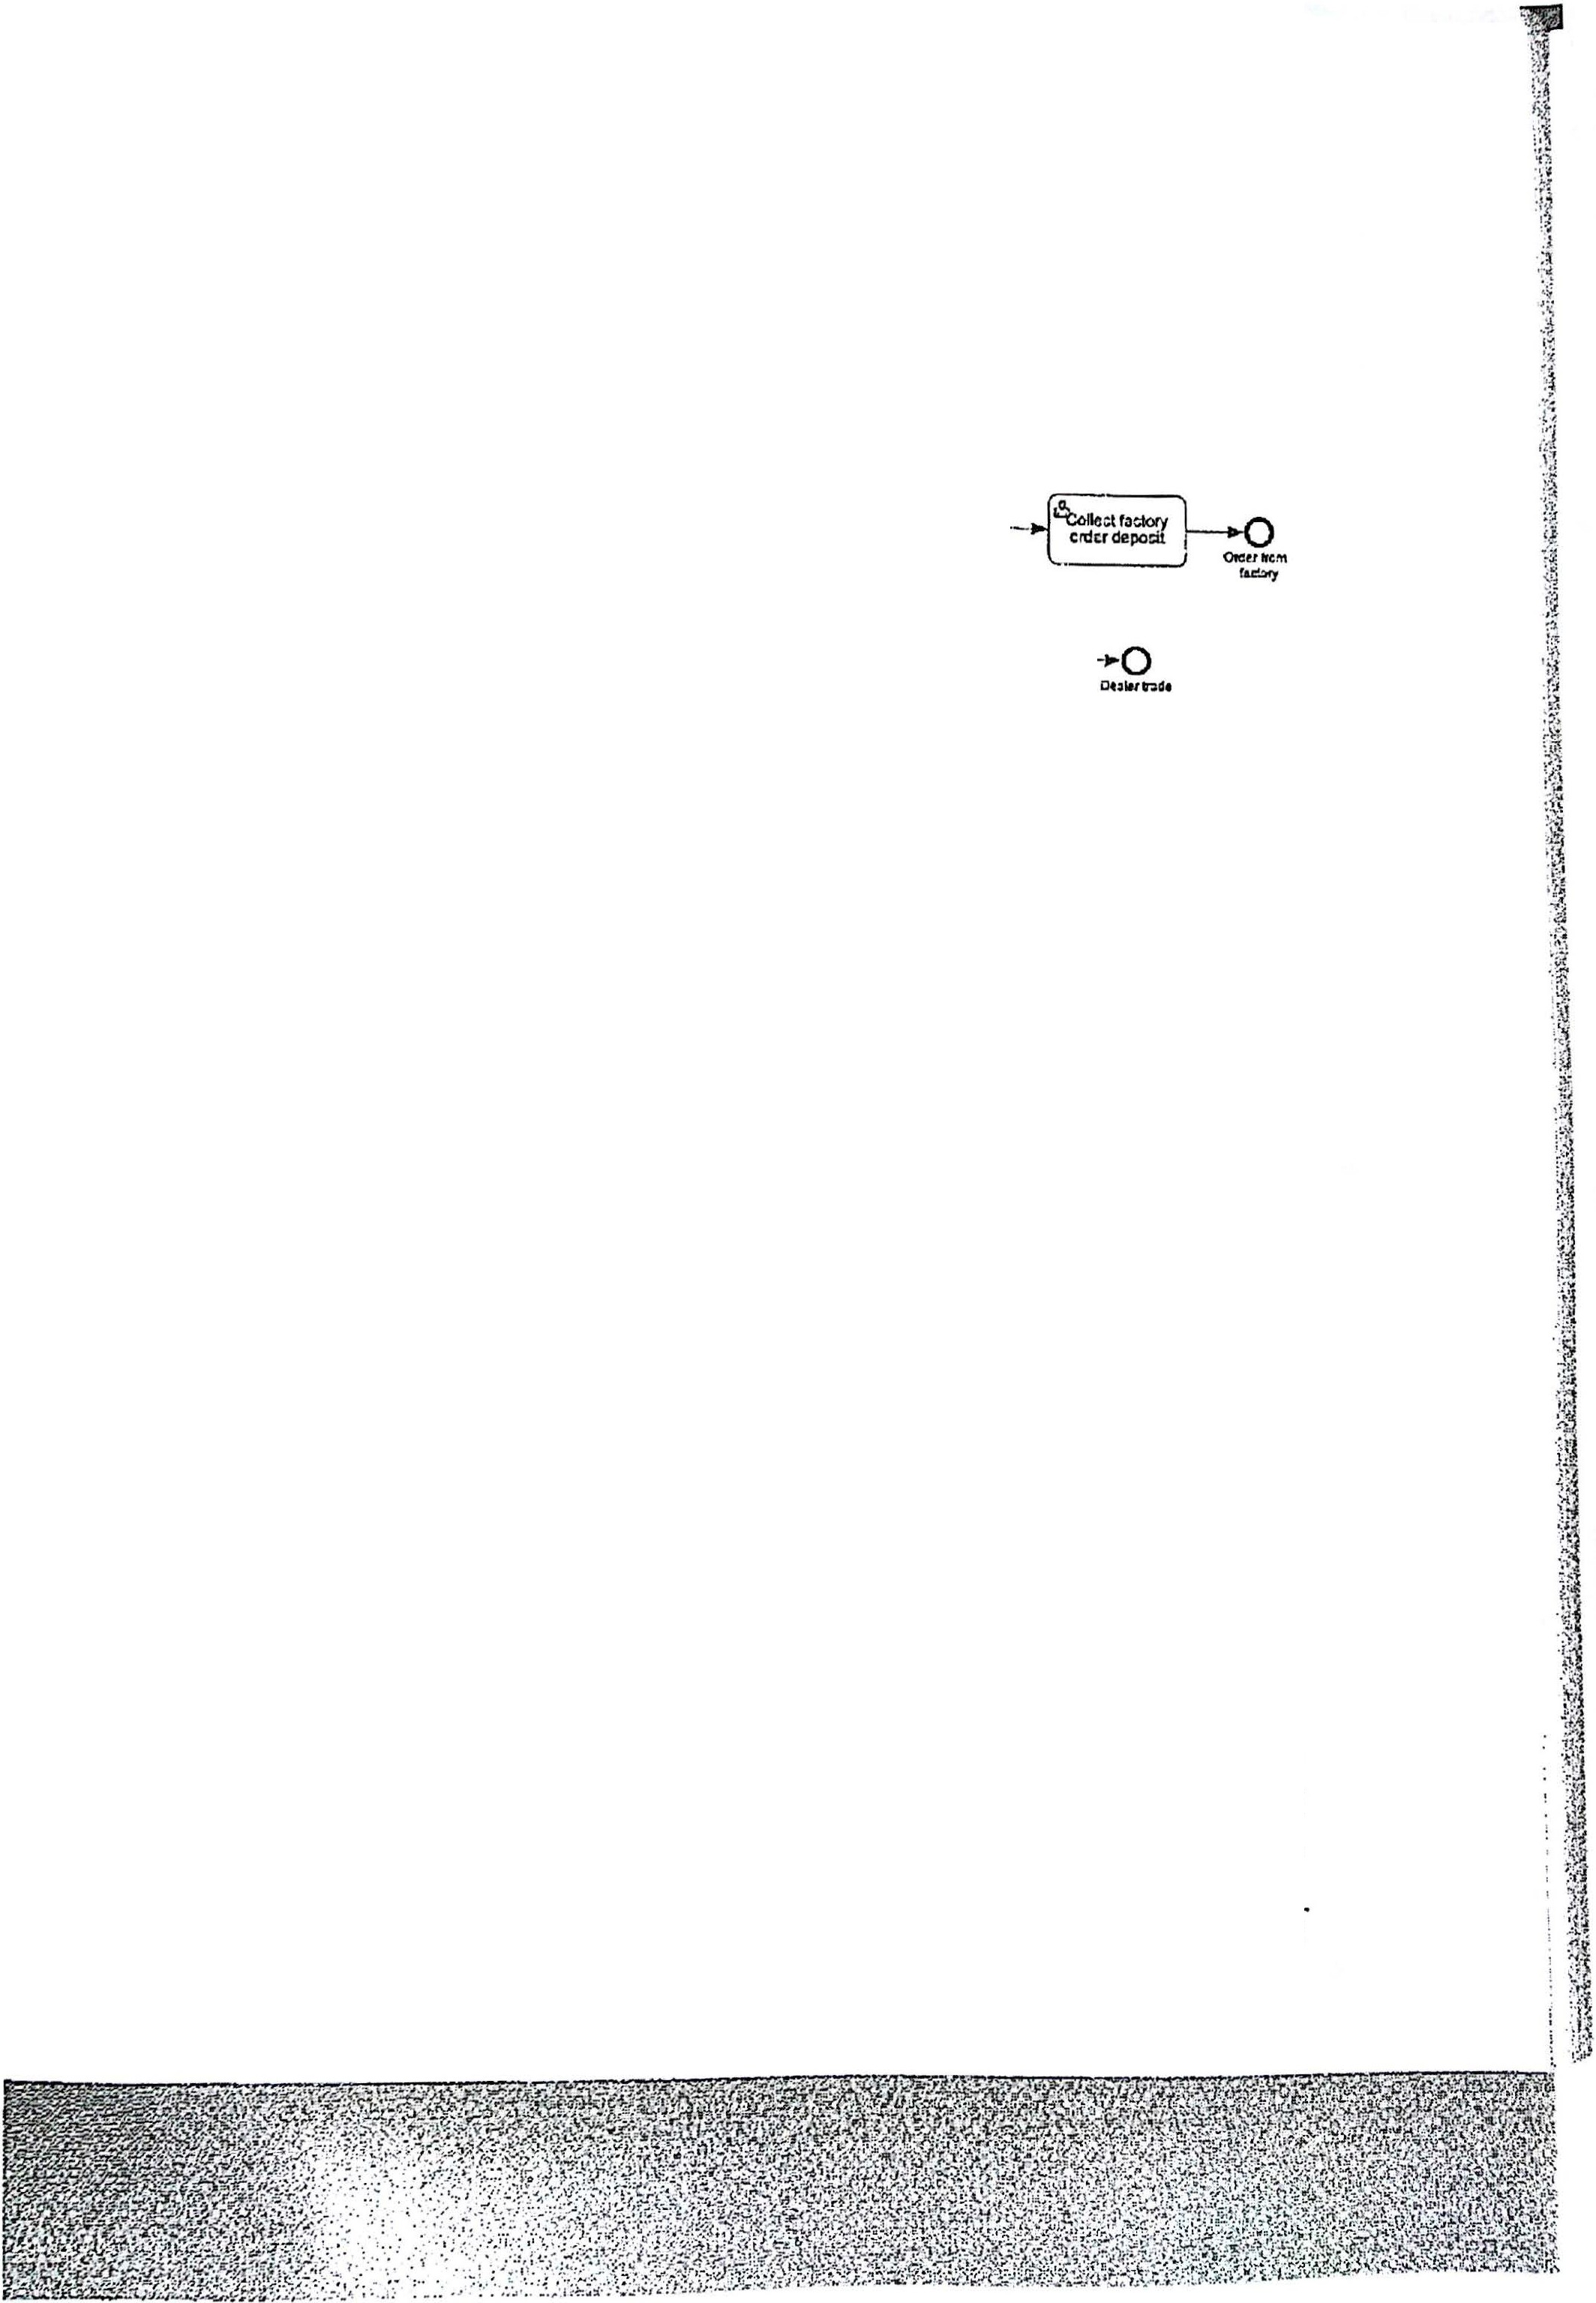 Collect factory
order deposit
Order from
factory
Dealer trade